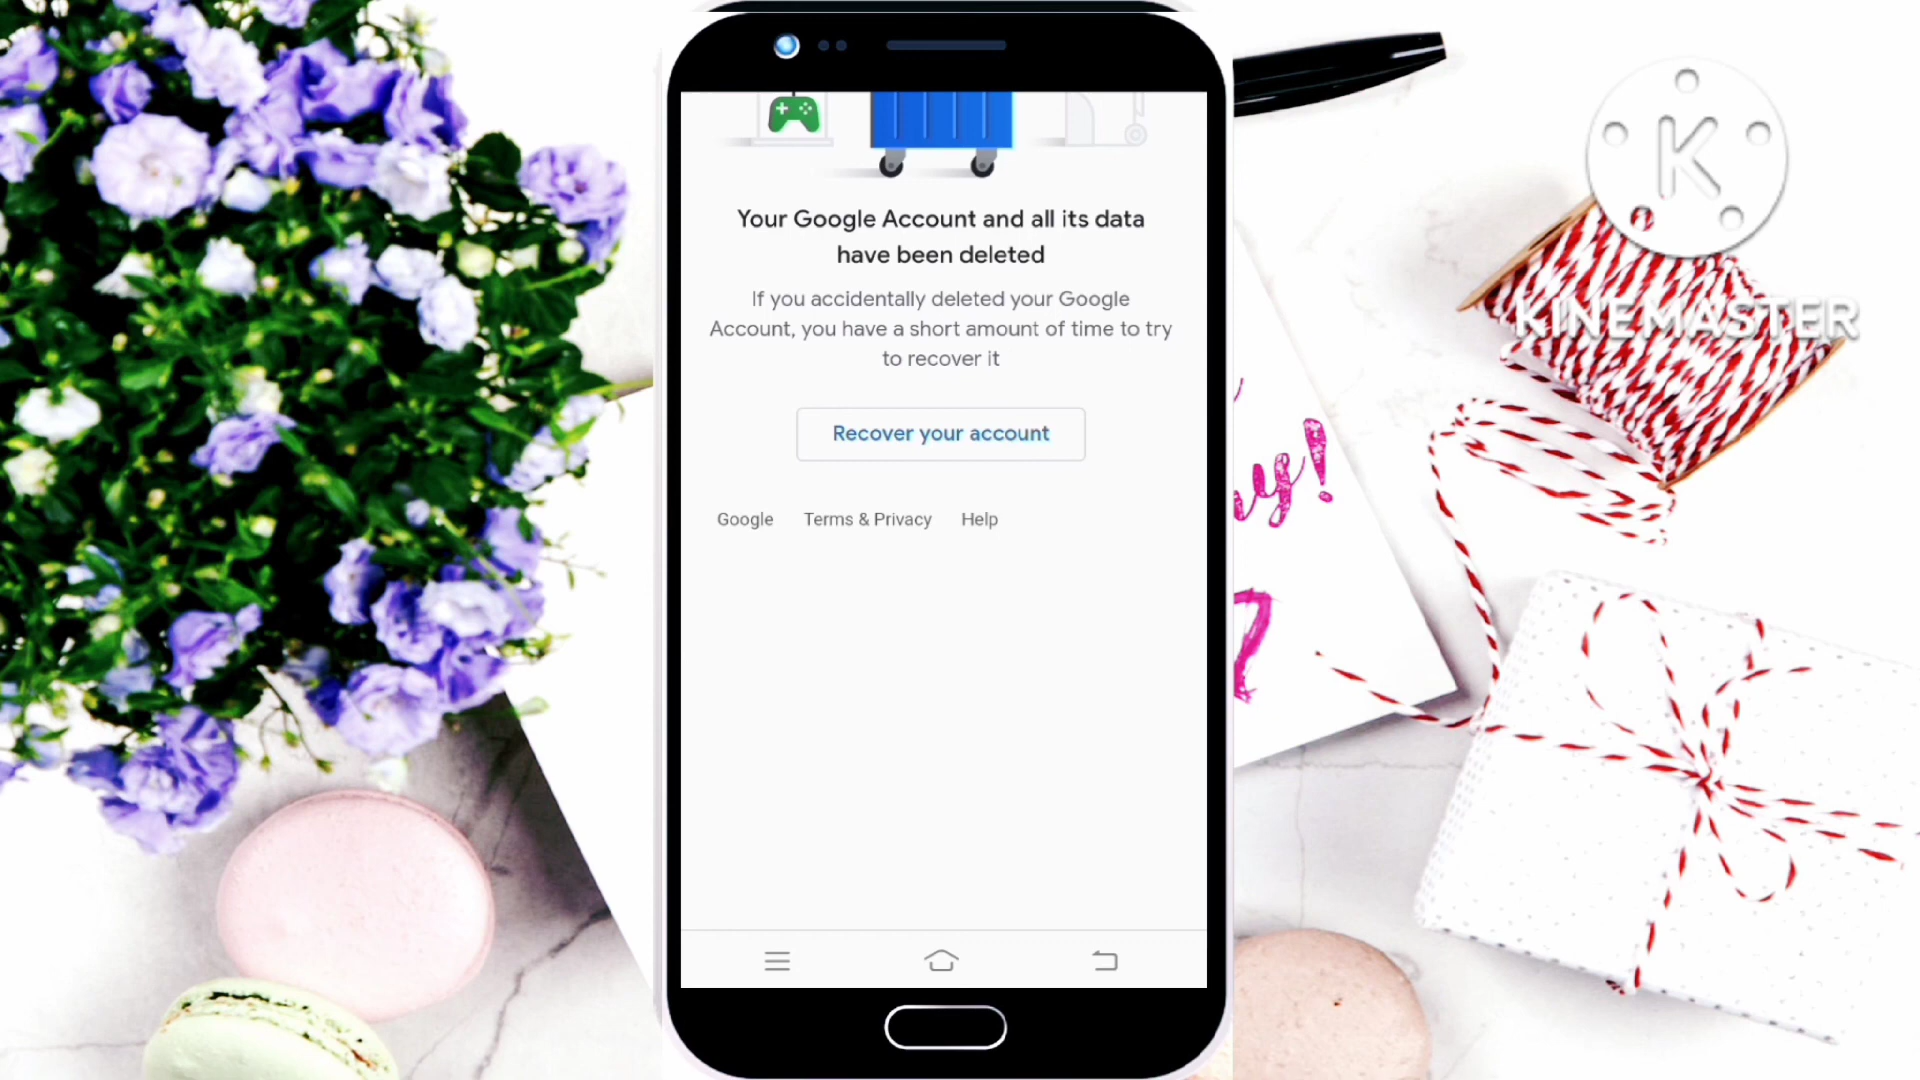 Your Google Account and all its data
have been deleted
If you accidentally deleted your Google
Account, you have a short amount of time to try
to recover it
Recover your account
Google Terms & Privacy Help
K
KINEMASTER
y!